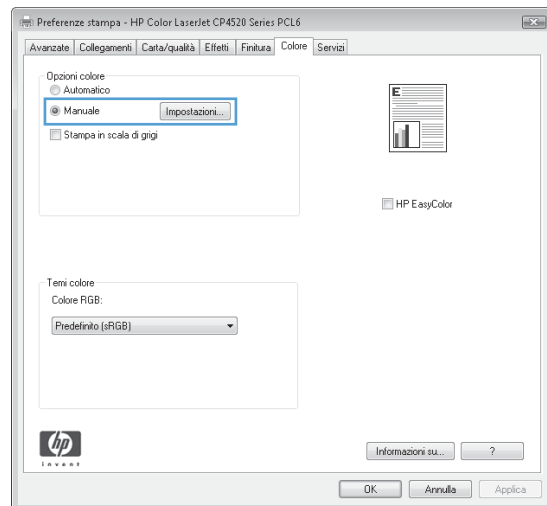 Preferenze stampa - HP Color LaserJet CP4520 Series PCL6
Avanzate Collegamenti Carta/qualità Effetti Finitura Colore Servizi
Opzioni colore
Automatico
Manuale Impostazioni...
Stampa in scala di grigi
E
HP EasyColor
Temi colore
Colore RGB:
Predefinito (sRGB)
hp
invent
Informazioni su... ?
OK Annulla Applica